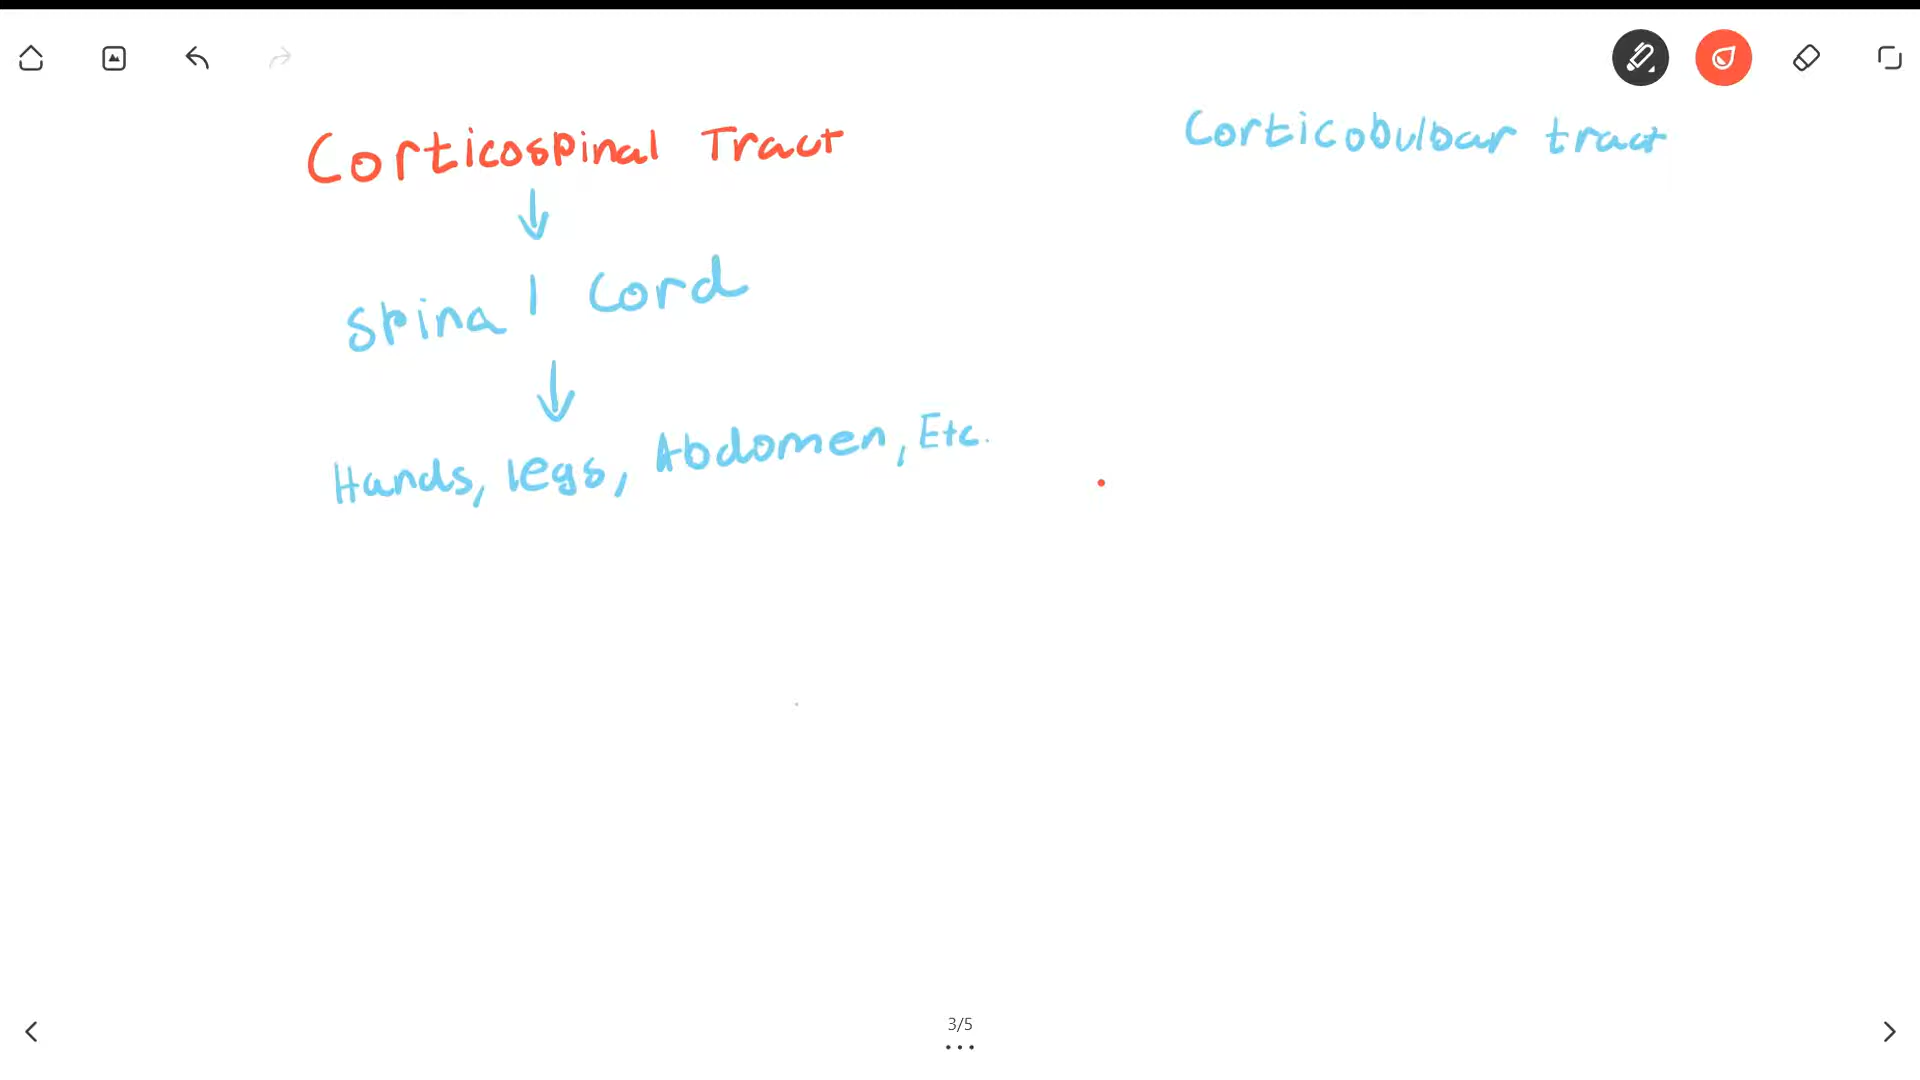 Corticospinal Tract
Corticobulbar tract
Spinal Cord
Hands, legs, Abdomen, Etc.
3/5